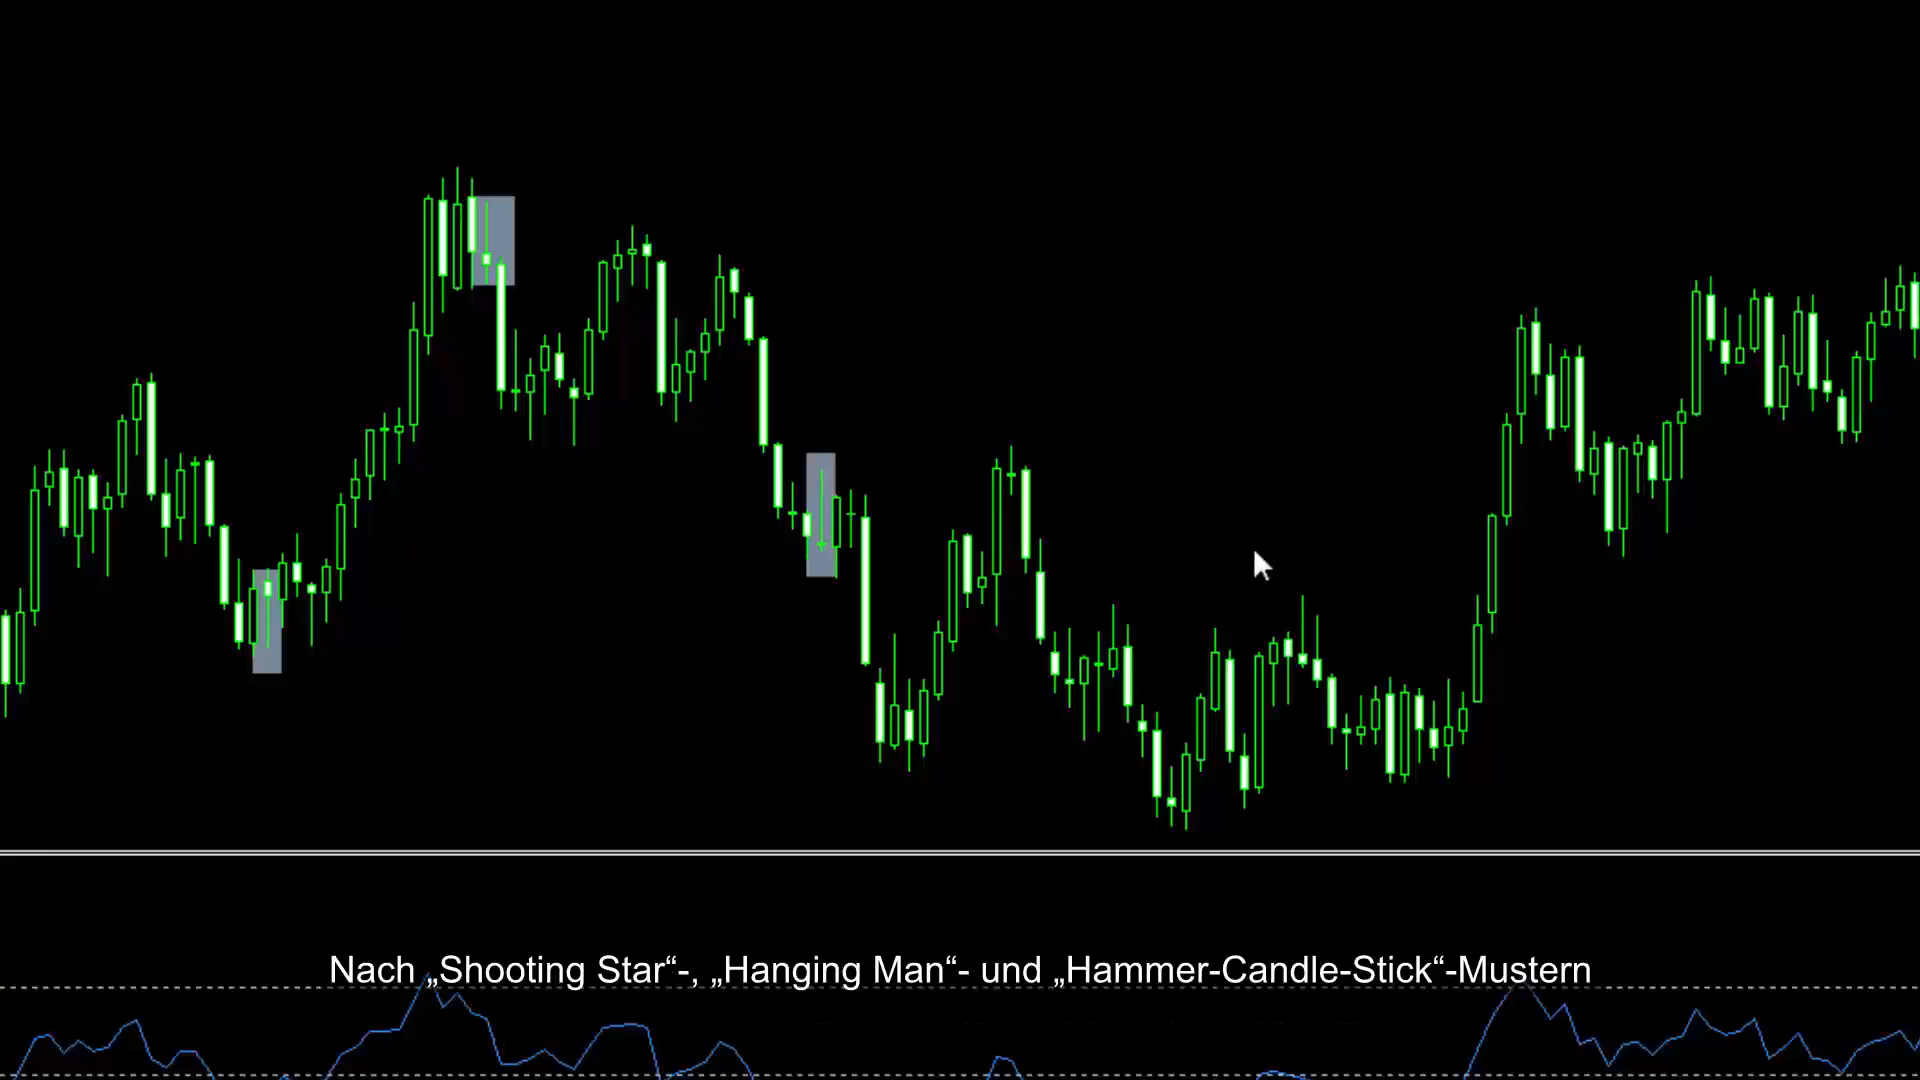 Nach „Shooting Star“-, „Hanging Man“- und „Hammer-Candle-Stick“-Mustern